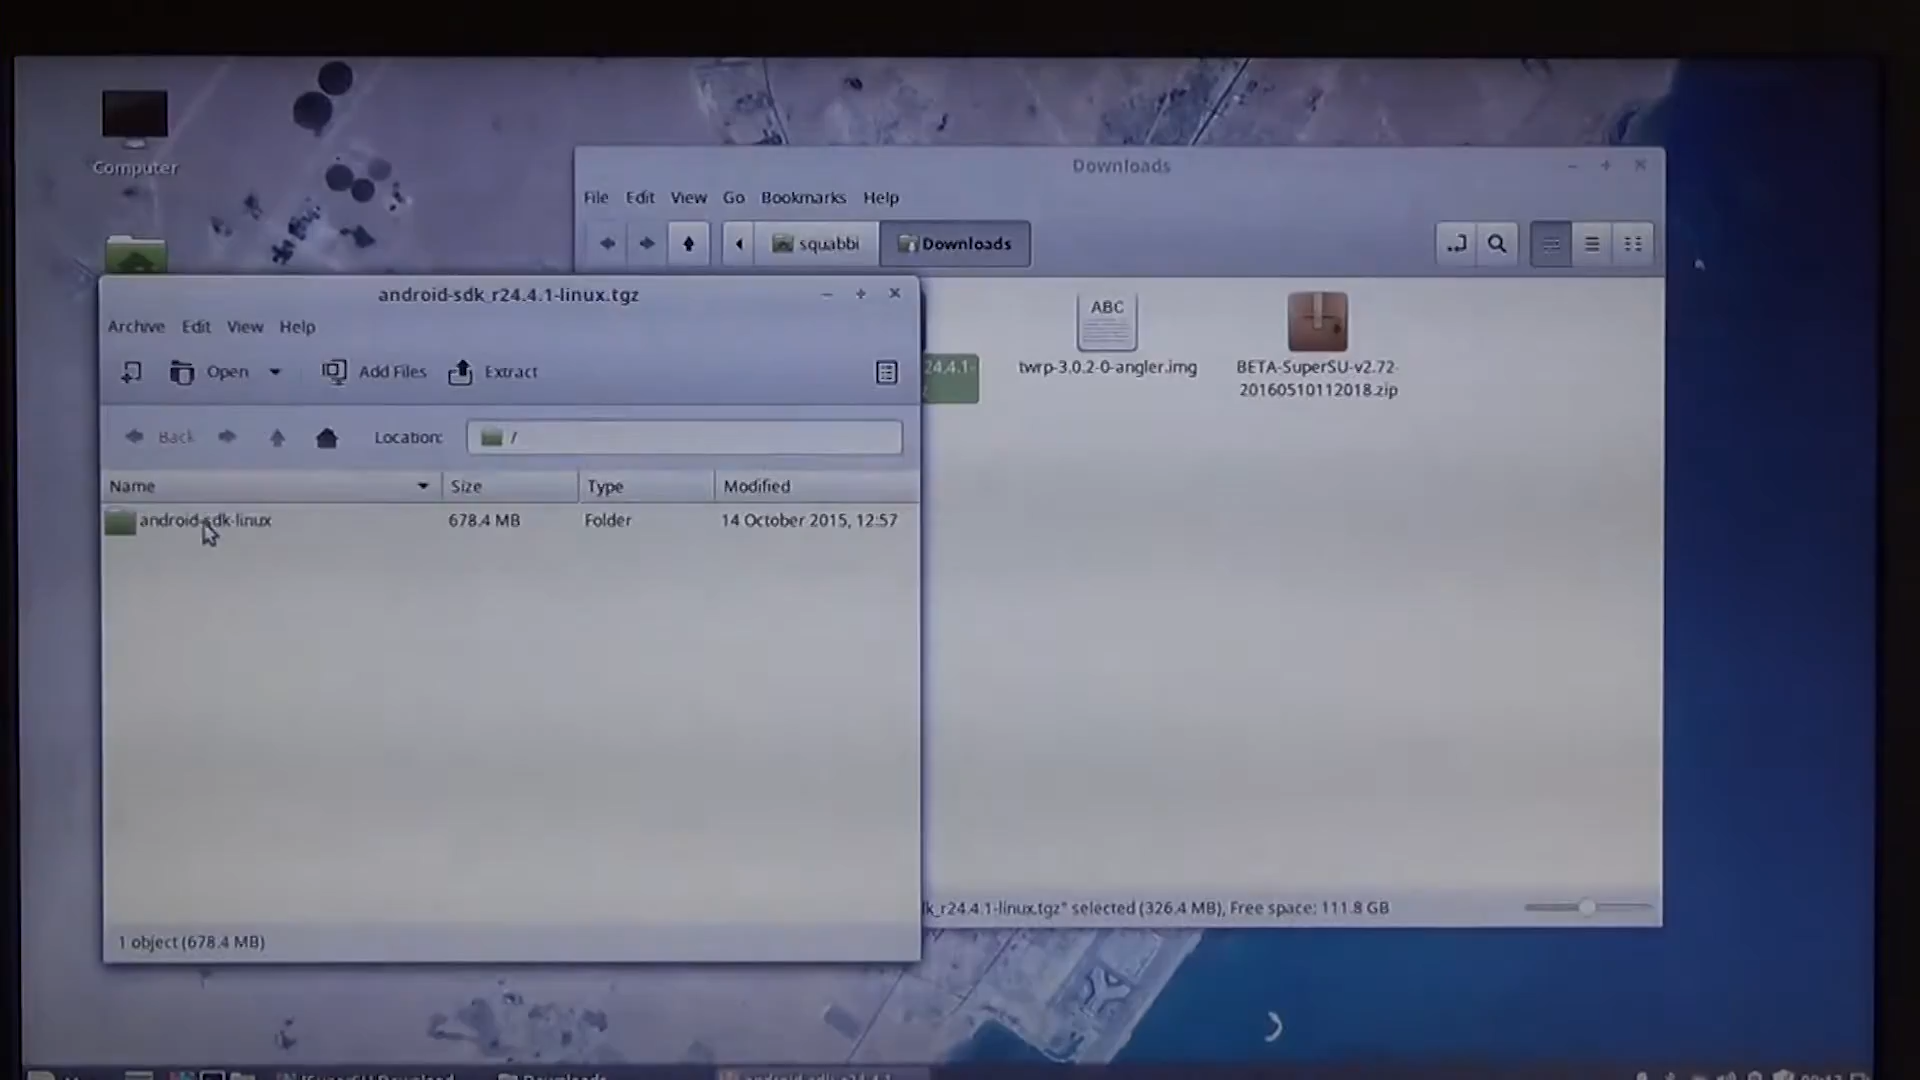 Computer
Downloads
File Edit View Go Bookmarks Help
squabbi Downloads
android-sdk_r24.4.1-linux.tgz
Archive Edit View Help
Open Add Files Extract
Back Location: /
Name Size Type Modified
android-sdk-linux 678.4 MB Folder 14 October 2015, 12:57
1 object (678.4 MB)
24.4.1-
ABC
twrp-3.0.2-0-angler.img
BETA-SuperSU-v2.72-
20160510112018.zip
k_r24.4.1-linux.tgz" selected (326.4 MB), Free space: 111.8 GB